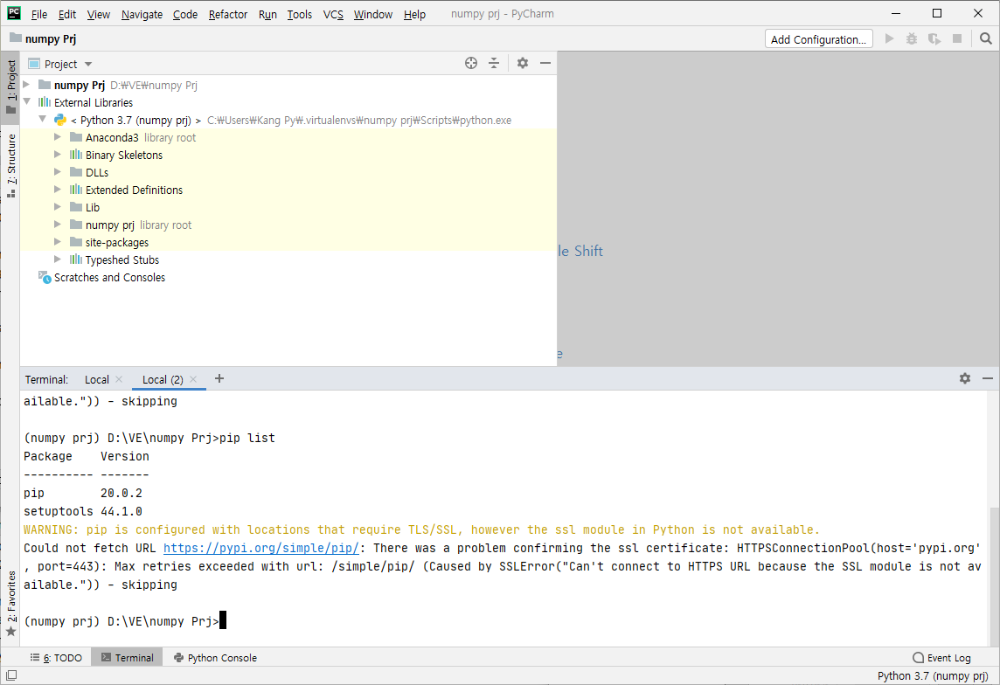 PC File Edit View Navigate Code Refactor Run Tools VCS Window Help numpy prj - PyCharm
numpy Prj Add Configuration...
1: Project
Project
numpy Prj D:₩VE₩numpy Prj
External Libraries
< Python 3.7 (numpy prj) > C:₩Users₩Kang Py₩.virtualenvs₩numpy prj₩Scripts₩python.exe
7: Structure
Anaconda3 library root
Binary Skeletons
DLLs
Extended Definitions
Lib
numpy prj library root
site-packages
Typeshed Stubs
Scratches and Consoles
le Shift
e
Terminal: Local Local (2)
ailable.")) - skipping
(numpy prj) D:\VE\numpy Prj>pip list
Package Version
---------- -------
pip 20.0.2
setuptools 44.1.0
WARNING: pip is configured with locations that require TLS/SSL, however the ssl module in Python is not available.
Could not fetch URL https://pypi.org/simple/pip/: There was a problem confirming the ssl certificate: HTTPSConnectionPool(host='pypi.org'
, port=443): Max retries exceeded with url: /simple/pip/ (Caused by SSLError("Can't connect to HTTPS URL because the SSL module is not av
ailable.")) - skipping
2: Favorites
(numpy prj) D:\VE\numpy Prj>
6: TODO Terminal Python Console Event Log
Python 3.7 (numpy prj)